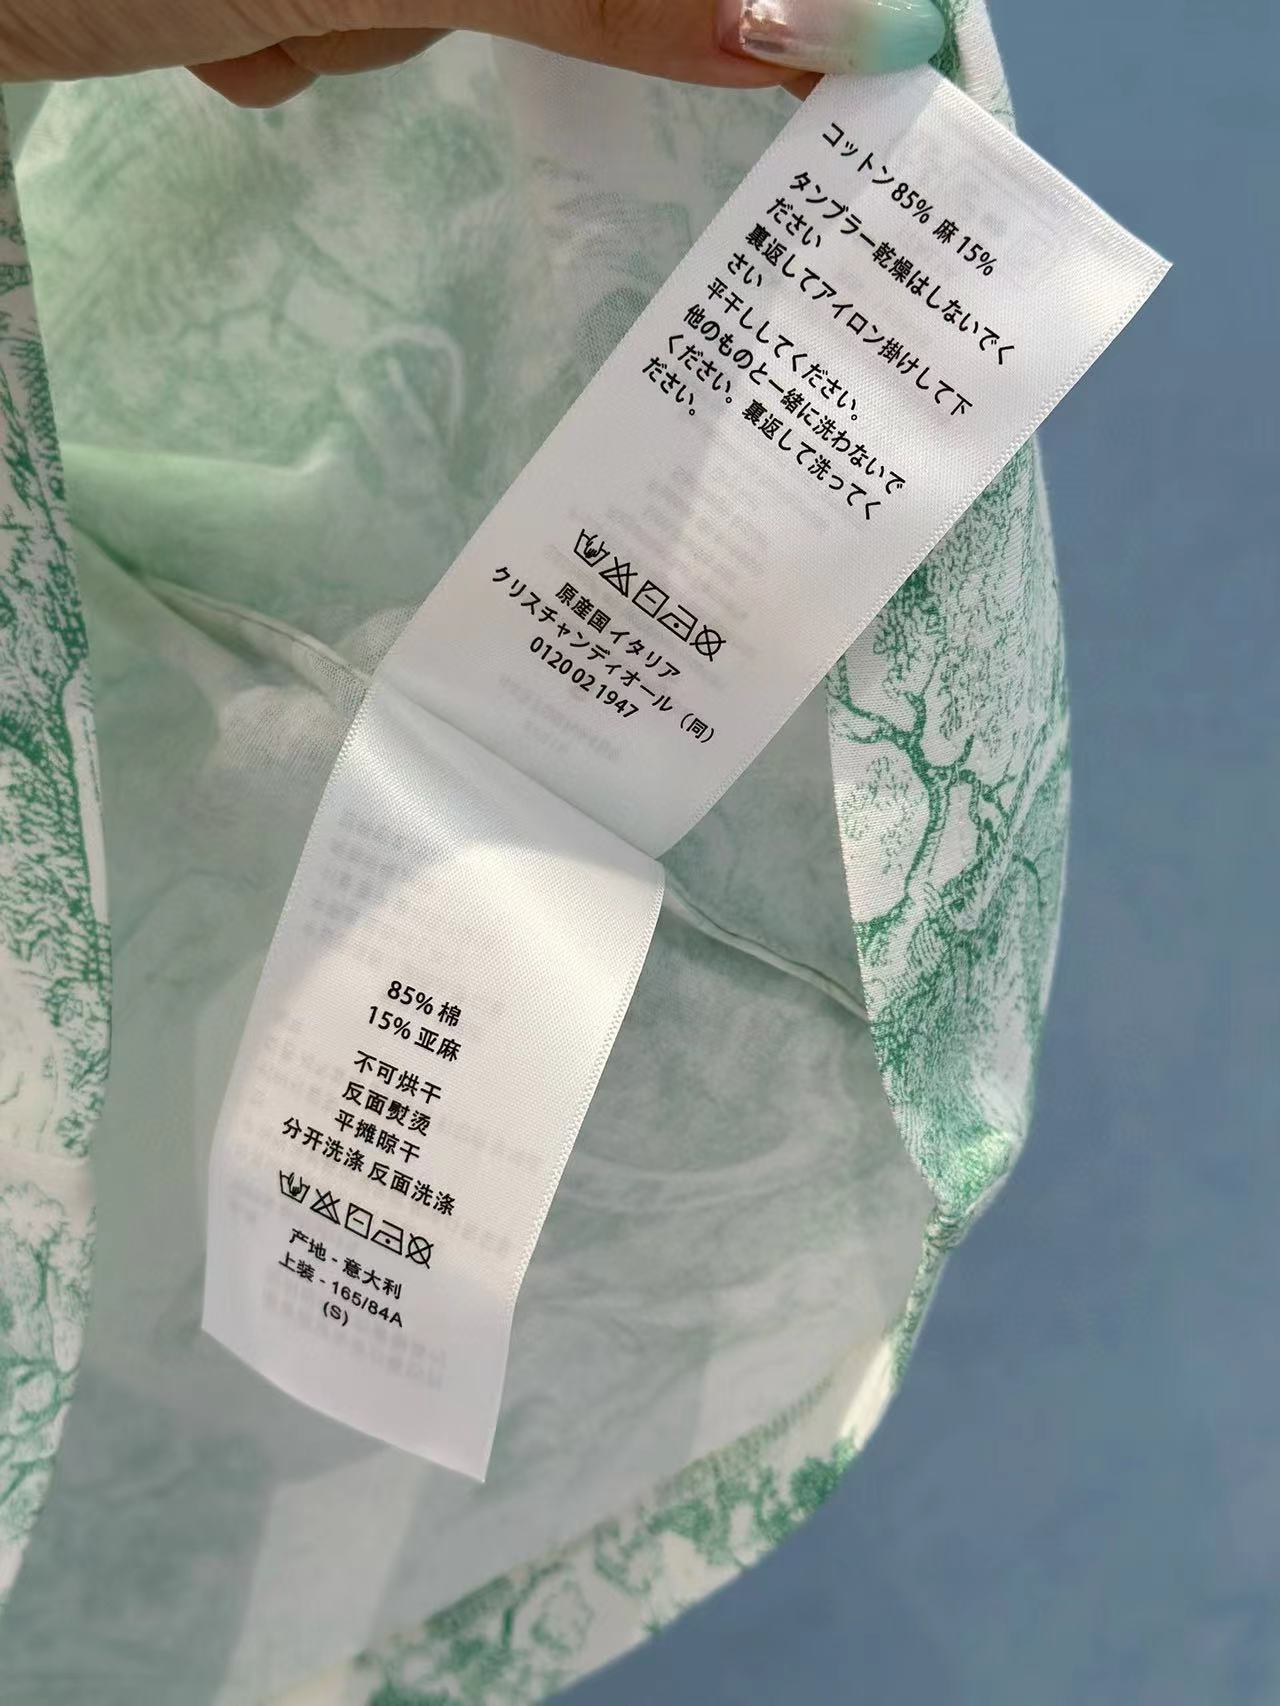 コットン85% 麻15%
タンブラー乾燥はしないでく
ださい
裏返してアイロン掛けして下
さい
平干ししてください。
他のものと一緒に洗わないで
ください。裏返して洗ってく
ださい。
原産国イタリア
クリスチャンディオール（同）
0120 02 1947
85% 棉
15% 亚麻
不可烘干
反面熨烫
平摊晾干
分开洗涤 反面洗涤
产地 - 意大利
上装 - 165/84A
(S)